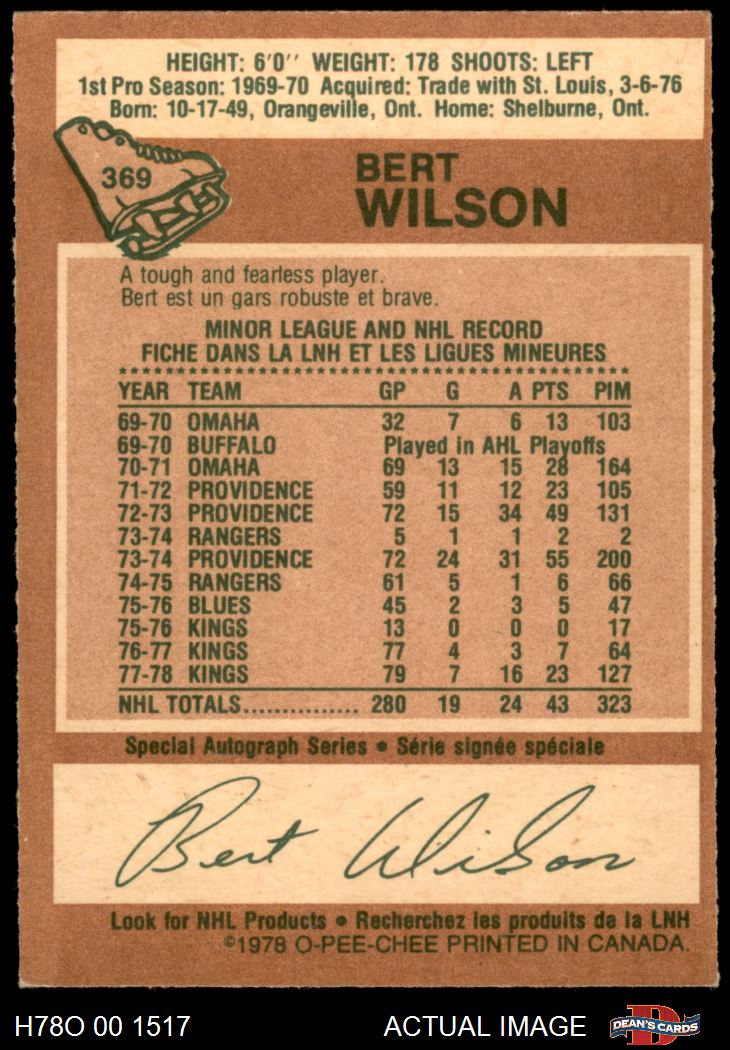 HEIGHT: 6'0'' WEIGHT: 178 SHOOTS: LEFT
1st Pro Season: 1969-70 Acquired: Trade with St. Louis, 3-6-76
Born: 10-17-49, Orangeville, Ont. Home: Shelburne, Ont.
369
BERT
WILSON
A tough and fearless player.
Bert est un gars robuste et brave.
MINOR LEAGUE AND NHL RECORD
FICHE DANS LA LNH ET LES LIGUES MINEURES
YEAR TEAM GP G A PTS PIM
69-70 OMAHA 32 7 6 13 103
69-70 BUFFALO Played in AHL Playoffs
70-71 OMAHA 69 13 15 28 164
71-72 PROVIDENCE 59 11 12 23 105
72-73 PROVIDENCE 72 15 34 49 131
73-74 RANGERS 5 1 1 2 2
73-74 PROVIDENCE 72 24 31 55 200
74-75 RANGERS 61 5 1 6 66
75-76 BLUES 45 2 3 5 47
75-76 KINGS 13 0 0 0 17
76-77 KINGS 77 4 3 7 64
77-78 KINGS 79 7 16 23 127
NHL TOTALS............... 280 19 24 43 323
Special Autograph Series • Série signée spéciale
Bert Wilson
Look for NHL Products • Recherchez les produits de la LNH
©1978 O-PEE-CHEE PRINTED IN CANADA.
H78O 00 1517 ACTUAL IMAGE DEAN'S CARDS